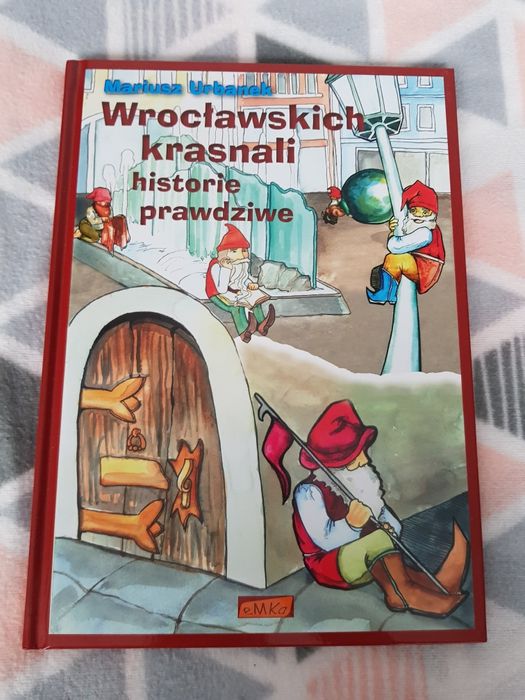 Mariusz Urbanek
Wrocławskich
krasnali
historie
prawdziwe
eMKa